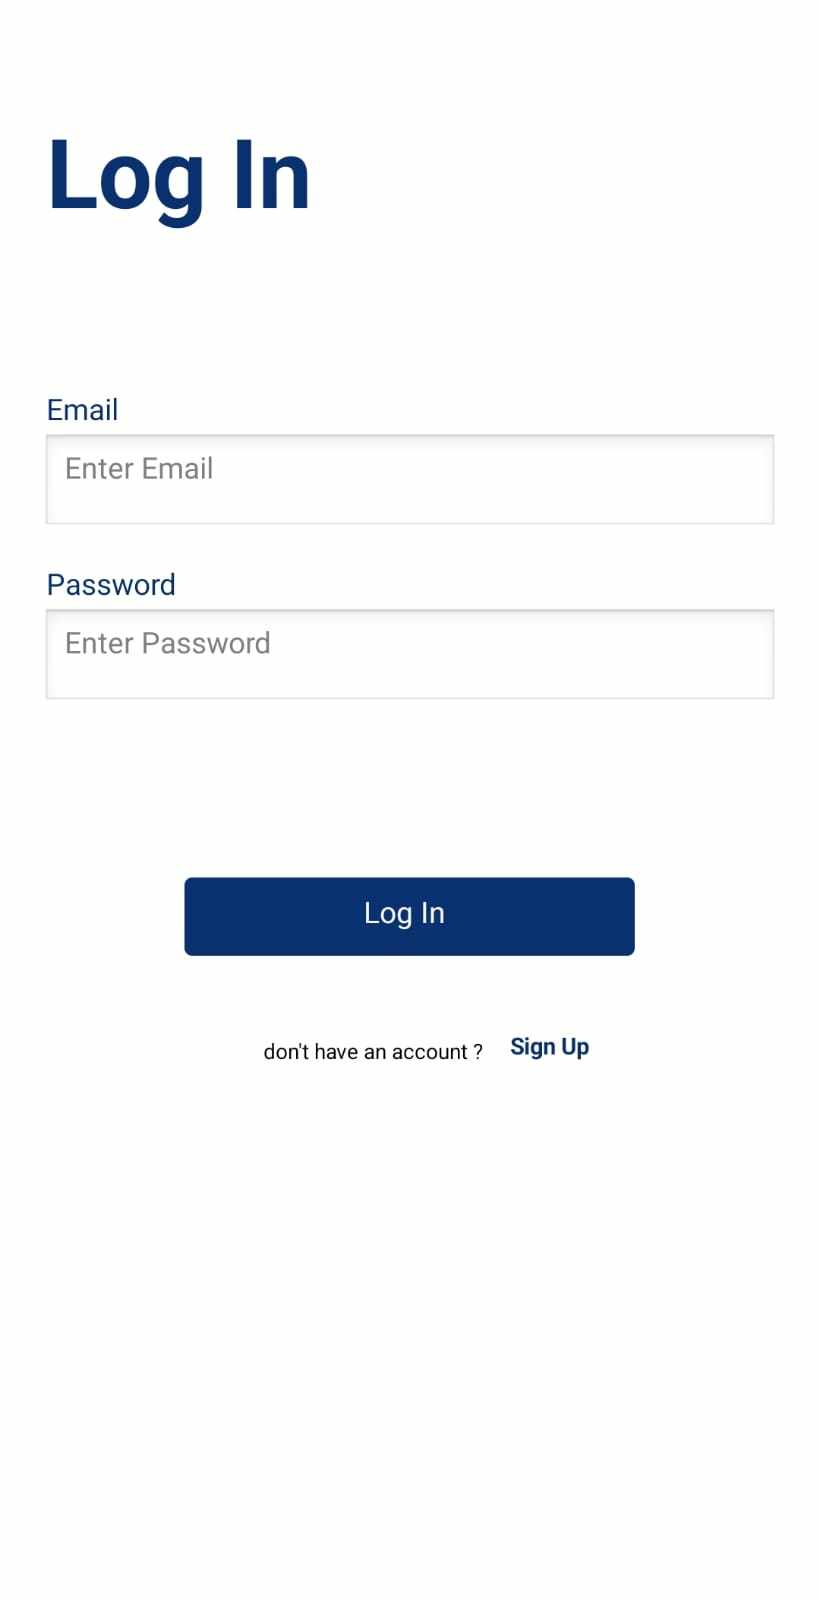 Log In
Email
Enter Email
Password
Enter Password
Log In
don't have an account ? Sign Up